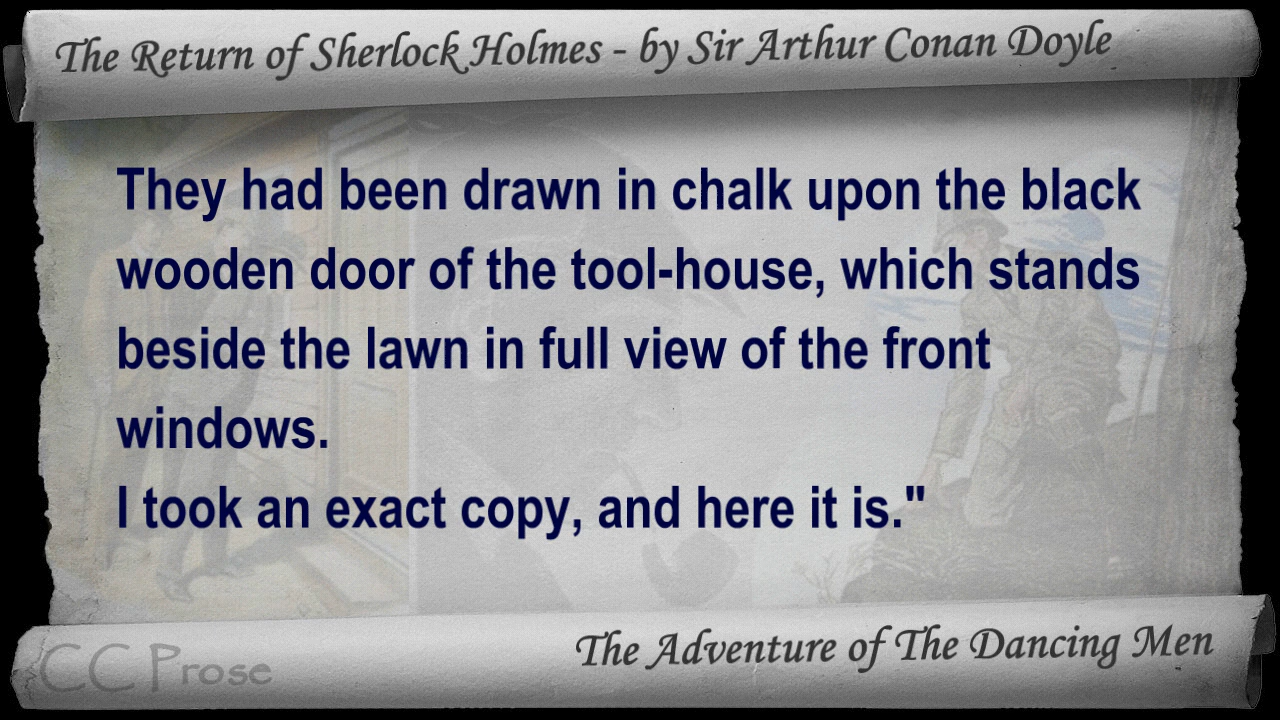 The Return of Sherlock Holmes - by Sir Arthur Conan Doyle
They had been drawn in chalk upon the black
wooden door of the tool-house, which stands
beside the lawn in full view of the front
windows.
I took an exact copy, and here it is."
The Adventure of The Dancing Men
CC Prose